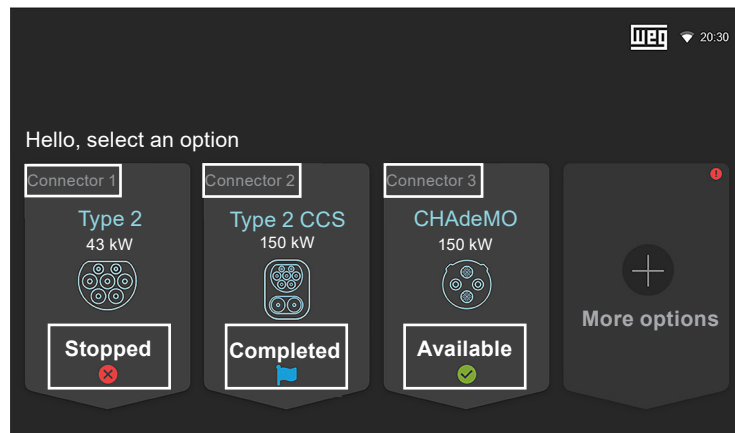 weg
20:30
Hello, select an option
Connector 1
Type 2
43 kW
Stopped
Connector 2
Type 2 CCS
150 kW
Completed
Connector 3
CHAdeMO
150 kW
Available
!
More options